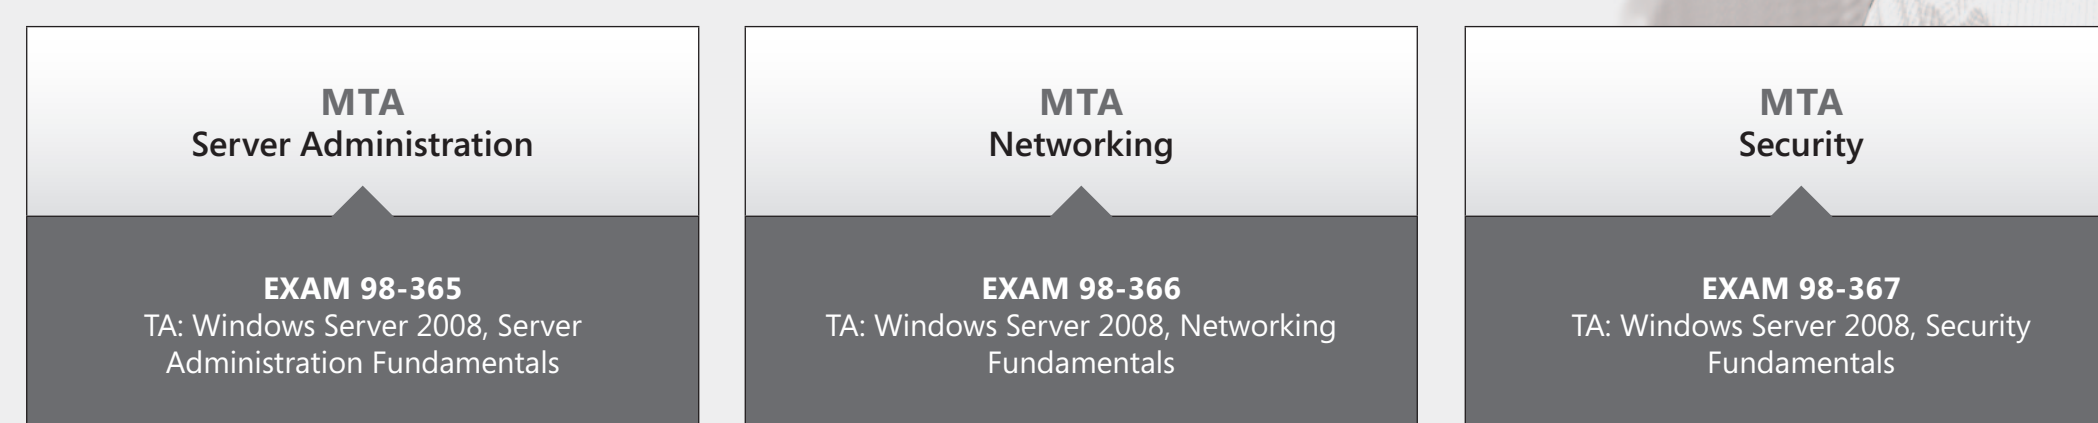 MTA
Server Administration
EXAM 98-365
TA: Windows Server 2008, Server
Administration Fundamentals
MTA
Networking
EXAM 98-366
TA: Windows Server 2008, Networking
Fundamentals
MTA
Security
EXAM 98-367
TA: Windows Server 2008, Security
Fundamentals